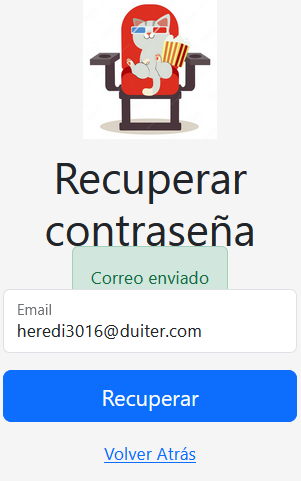 Recuperar
contraseña
Correo enviado
Email
heredi3016@duiter.com
Recuperar
Volver Atrás